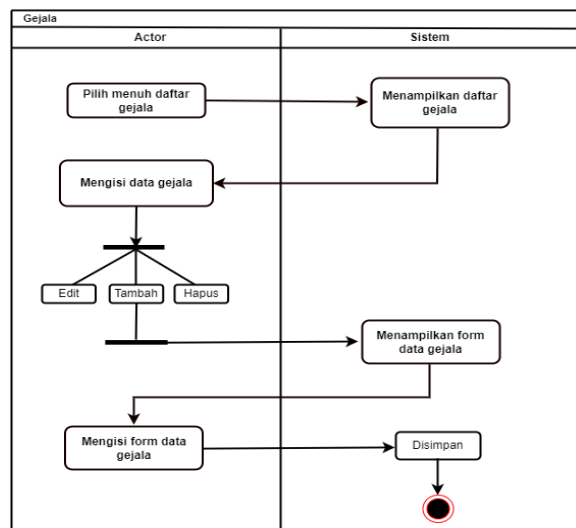 Gejala
Actor
Sistem
Pilih menuh daftar
gejala
Menampilkan daftar
gejala
Mengisi data gejala
Edit
Tambah
Hapus
Menampilkan form
data gejala
Mengisi form data
gejala
Disimpan